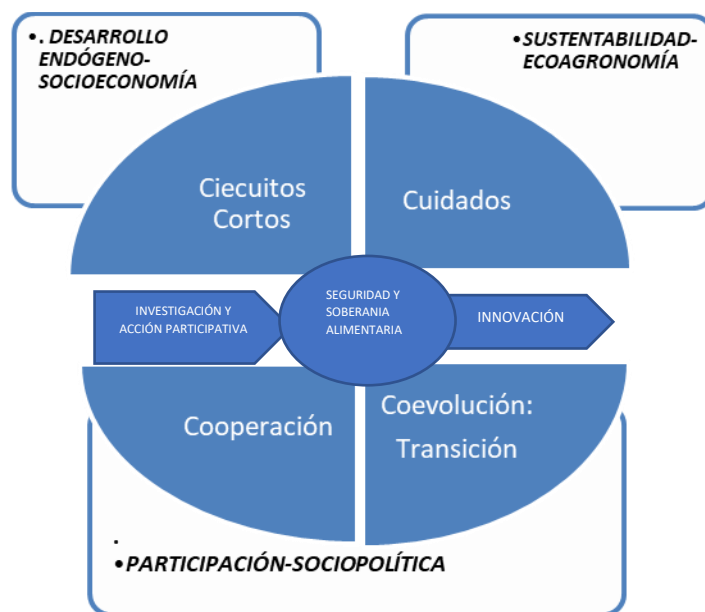 •. DESARROLLO
ENDÓGENO-
SOCIOECONOMÍA
•SUSTENTABILIDAD-
ECOAGRONOMÍA
Ciecuitos
Cortos
Cuidados
INVESTIGACIÓN Y
ACCIÓN PARTICIPATIVA
SEGURIDAD Y
SOBERANIA
ALIMENTARIA
INNOVACIÓN
Cooperación
Coevolución:
Transición
.
•PARTICIPACIÓN-SOCIOPOLÍTICA